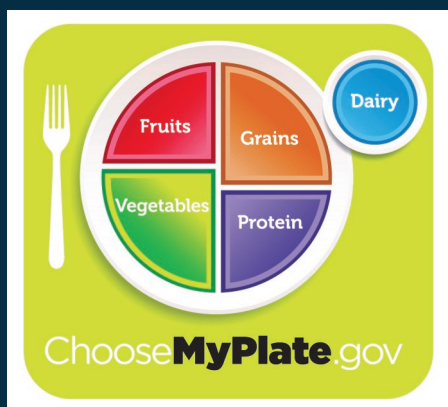 Fruits
Grains
Dairy
Vegetables
Protein
ChooseMyPlate.gov